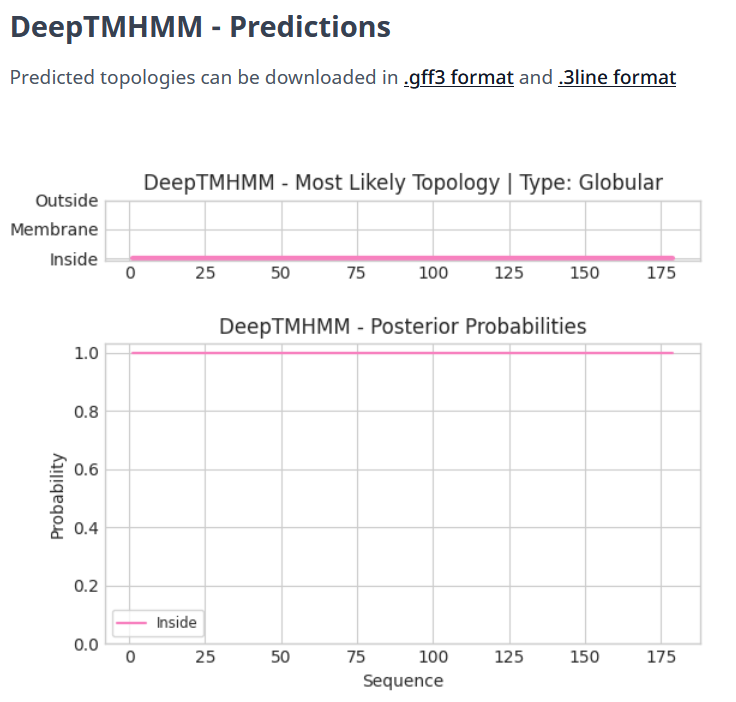 DeepTMHMM - Predictions
Predicted topologies can be downloaded in .gff3 format and .3line format
DeepTMHMM - Most Likely Topology | Type: Globular
Outside
Membrane
Inside
0 25 50 75 100 125 150 175
DeepTMHMM - Posterior Probabilities
1.0
0.8
0.6
0.4
0.2
0.0
Probability
Inside
0 25 50 75 100 125 150 175
Sequence